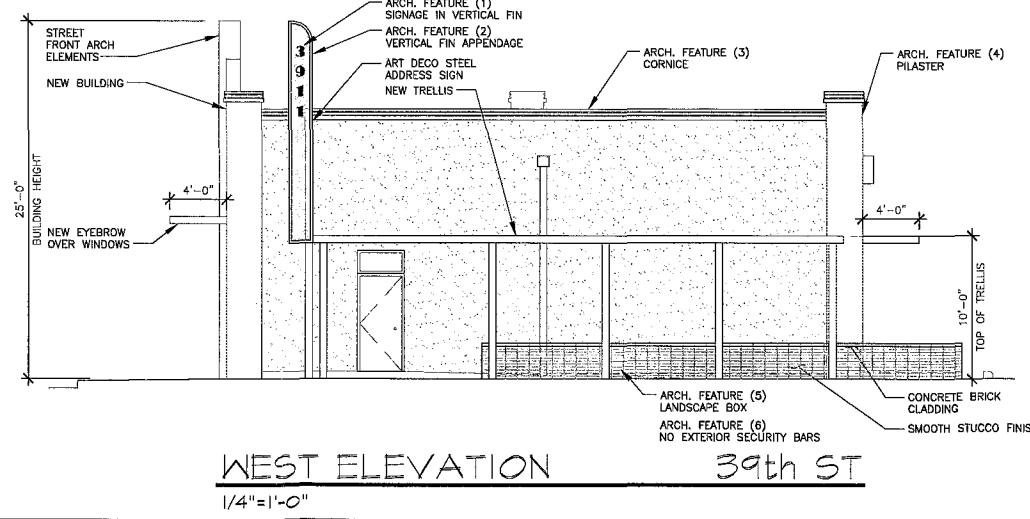 ARCH. FEATURE (1)
SIGNAGE IN VERTICAL FIN
ARCH. FEATURE (2)
VERTICAL FIN APPENDAGE
ART DECO STEEL
ADDRESS SIGN
NEW TRELLIS
ARCH. FEATURE (3)
CORNICE
ARCH. FEATURE (4)
PILASTER
STREET
FRONT ARCH
ELEMENTS
NEW BUILDING
3
9
1
1
25'-0"
BUILDING HEIGHT
4'-0"
NEW EYEBROW
OVER WINDOWS
4'-0"
10'-0"
TOP OF TRELLIS
ARCH. FEATURE (5)
LANDSCAPE BOX
ARCH. FEATURE (6)
NO EXTERIOR SECURITY BARS
CONCRETE BRICK
CLADDING
SMOOTH STUCCO FINIS
WEST ELEVATION 39th ST
1/4"=1'-0"